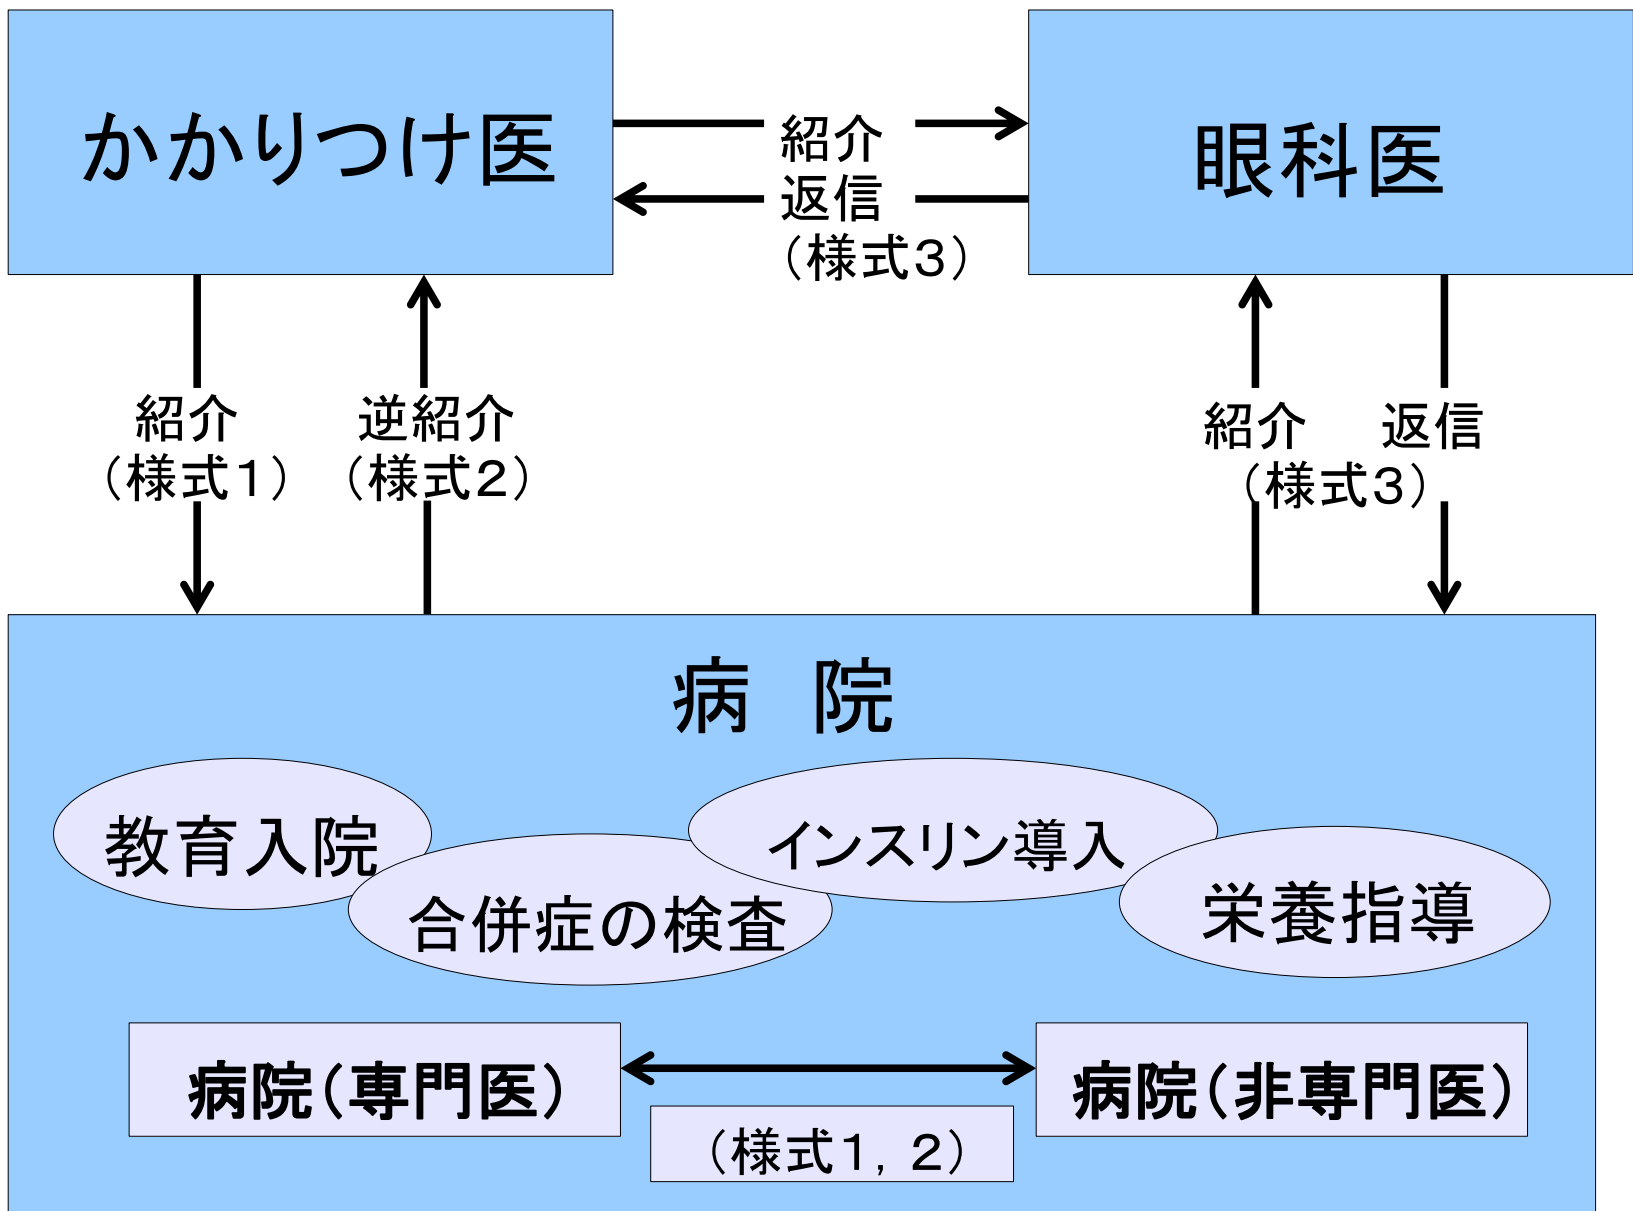 かかりつけ医
眼科医
紹介
返信
（様式３）
紹介
（様式１）
逆紹介
（様式２）
紹介　返信
（様式３）
病　院
教育入院
合併症の検査
インスリン導入
栄養指導
病院（専門医）
病院（非専門医）
（様式１，２）